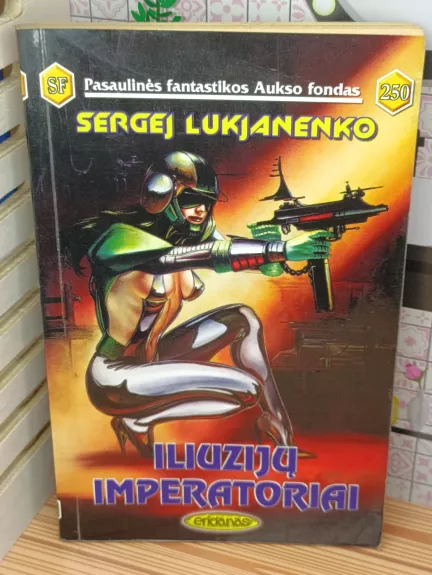 SF
Pasaulinės fantastikos Aukso fondas
250
SERGEJ LUKJANENKO
ILIUZIJŲ
IMPERATORIAI
eridanas